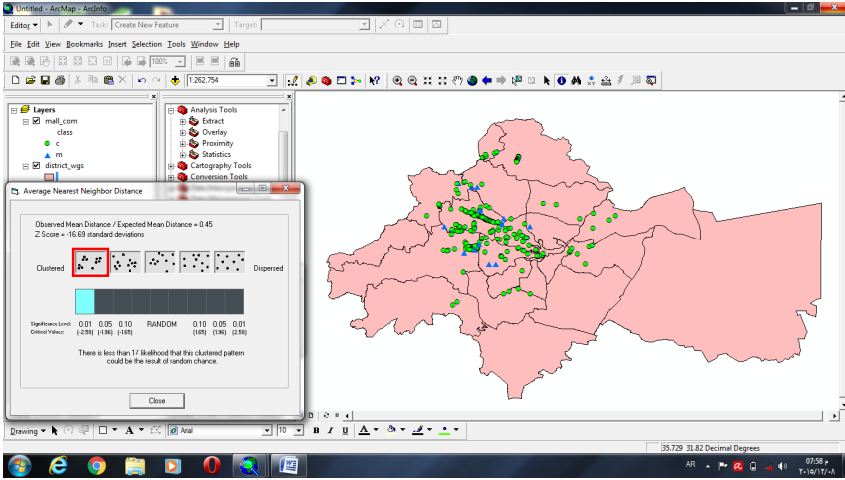 Untitled - ArcMap - ArcInfo
Editor Task: Create New Feature Target:
File Edit View Bookmarks Insert Selection Tools Window Help
100%
1:262,754
Layers
mall_com
class
c
m
district_wgs
Analysis Tools
Extract
Overlay
Proximity
Statistics
Cartography Tools
Conversion Tools
Average Nearest Neighbor Distance
Observed Mean Distance / Expected Mean Distance = 0.45
Z Score = -16.69 standard deviations
Clustered Dispersed
Significance Level: 0.01 0.05 0.10 RANDOM 0.10 0.05 0.01
Critical Values: (-2.58) (-1.96) (-1.65) (1.65) (1.96) (2.58)
There is less than 1% likelihood that this clustered pattern
could be the result of random chance.
Close
Drawing A Arial 10 B I U A
35.729 31.82 Decimal Degrees
AR 07:58 م
٢٠١٥/١٢/٠٨